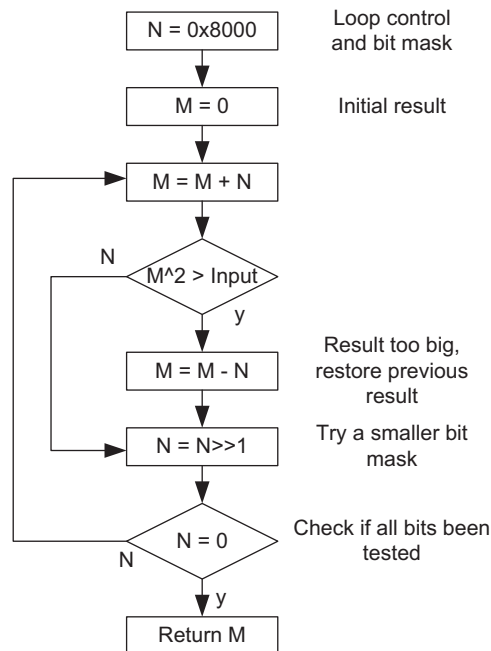 N = 0x8000
Loop control
and bit mask
M = 0
Initial result
M = M + N
N
M^2 > Input
y
M = M - N
Result too big,
restore previous
result
N = N>>1
Try a smaller bit
mask
N = 0
Check if all bits been
tested
N
y
Return M